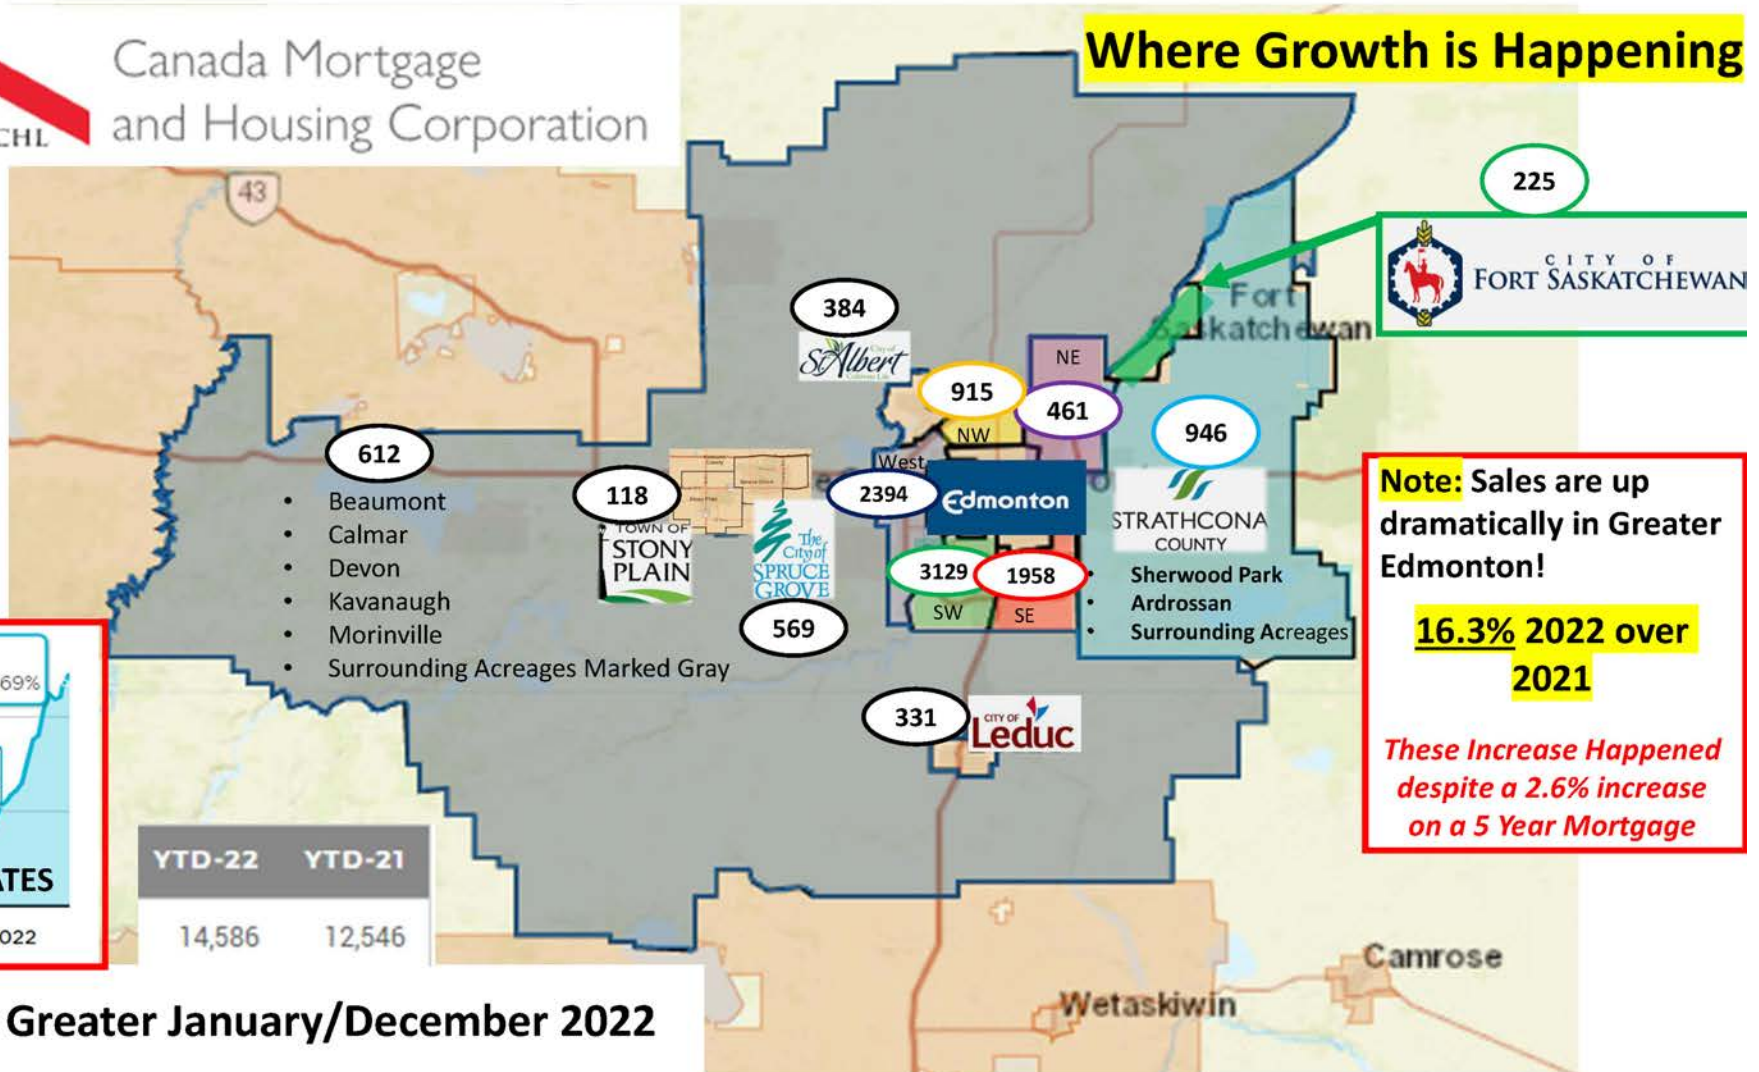 Where Growth is Happening
Canada Mortgage
and Housing Corporation
CHL
43
225
CITY OF
FORT SASKATCHEWAN
Fort
Saskatchewan
384
City of
St Albert
915
NW
NE
461
946
STRATHCONA
COUNTY
• Sherwood Park
• Ardrossan
• Surrounding Acreages
612
• Beaumont
• Calmar
• Devon
• Kavanaugh
• Morinville
• Surrounding Acreages Marked Gray
118
TOWN OF
STONY
PLAIN
The
City of
SPRUCE
GROVE
569
West
2394
Edmonton
3129
SW
1958
SE
331
CITY OF
Leduc
Note: Sales are up
dramatically in Greater
Edmonton!
16.3% 2022 over
2021
These Increase Happened
despite a 2.6% increase
on a 5 Year Mortgage
69%
ATES
022
YTD-22 YTD-21
14,586 12,546
Camrose
Wetaskiwin
Greater January/December 2022